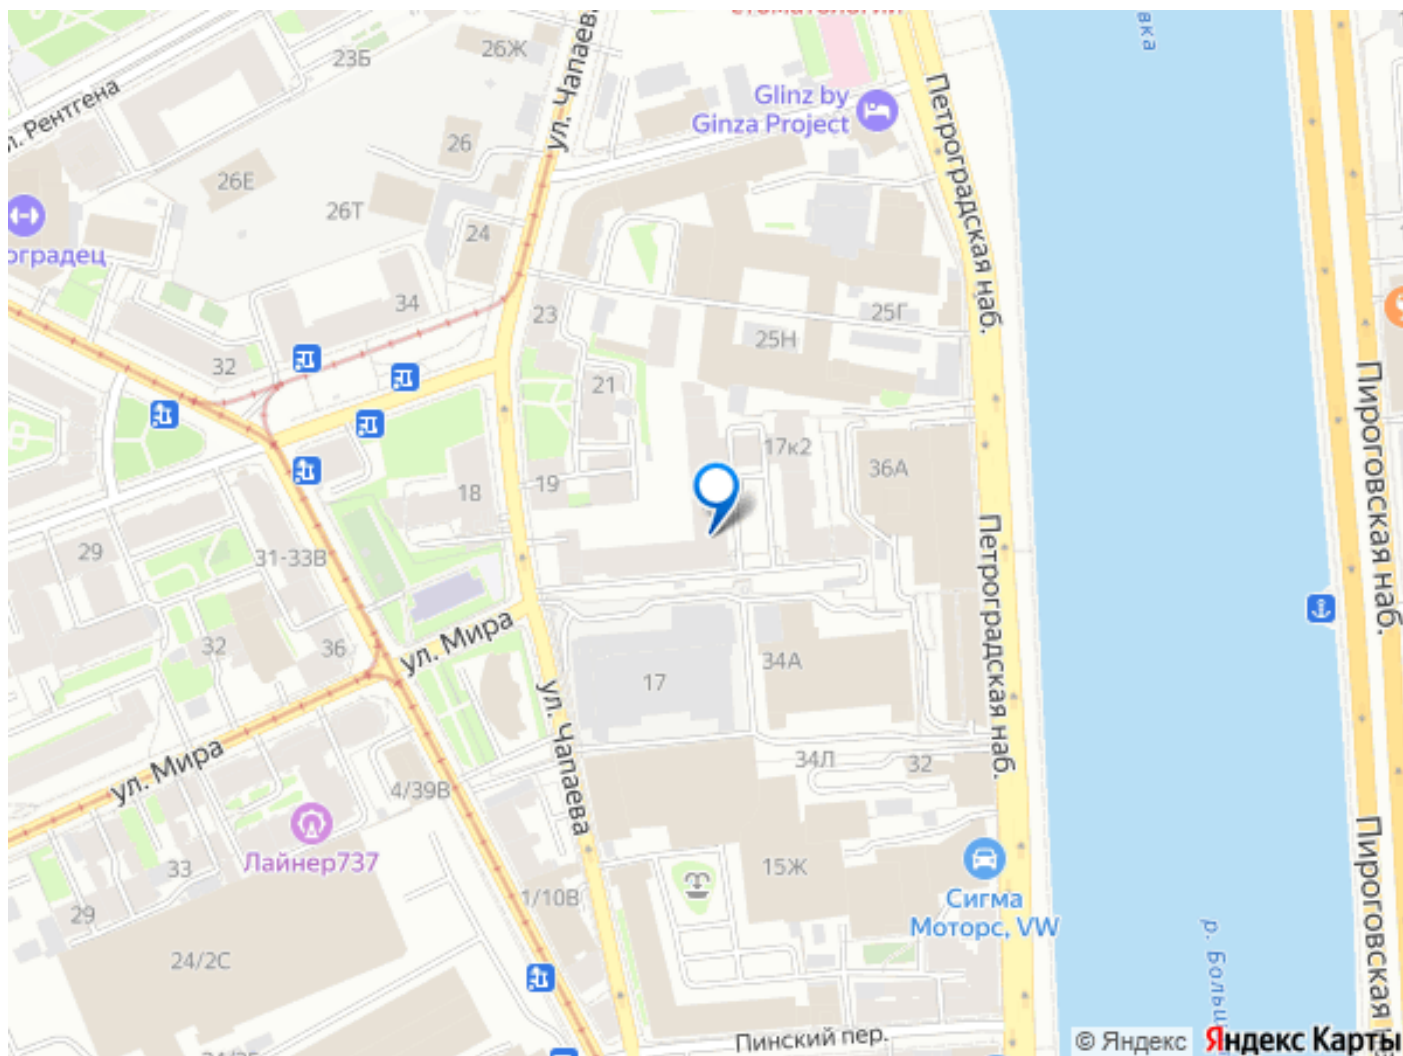 26Ж
ул. Чапаева
23Б
Рентгена
26
Glinz by
Ginza Project
Петроградская наб.
26Е
26Т
24
34
23
25Г
25Н
32
21
Пироговская наб.
17к2
36А
18
19
29
31-33В
Петроградская наб.
32
36
ул. Мира
34А
17
ул. Чапаева
ул. Мира
4/39В
34Л
32
Лайнер737
33
15Ж
1/10В
29
Сигма
Моторс, VW
Пироговская
24/2С
Пинский пер.
© Яндекс Яндекс Карты